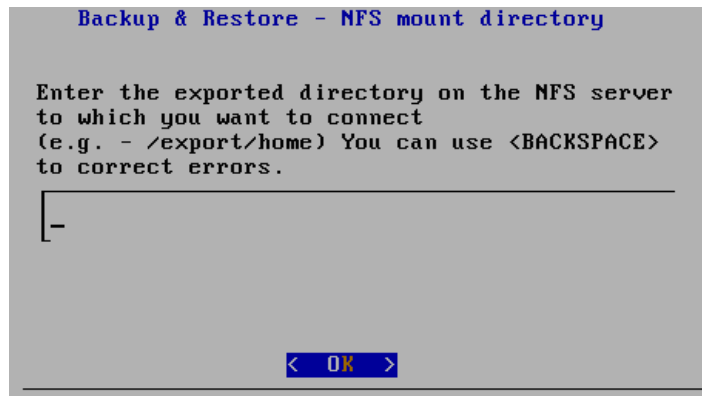 Backup & Restore - NFS mount directory
Enter the exported directory on the NFS server
to which you want to connect
(e.g. - /export/home) You can use <BACKSPACE>
to correct errors.
< OK >